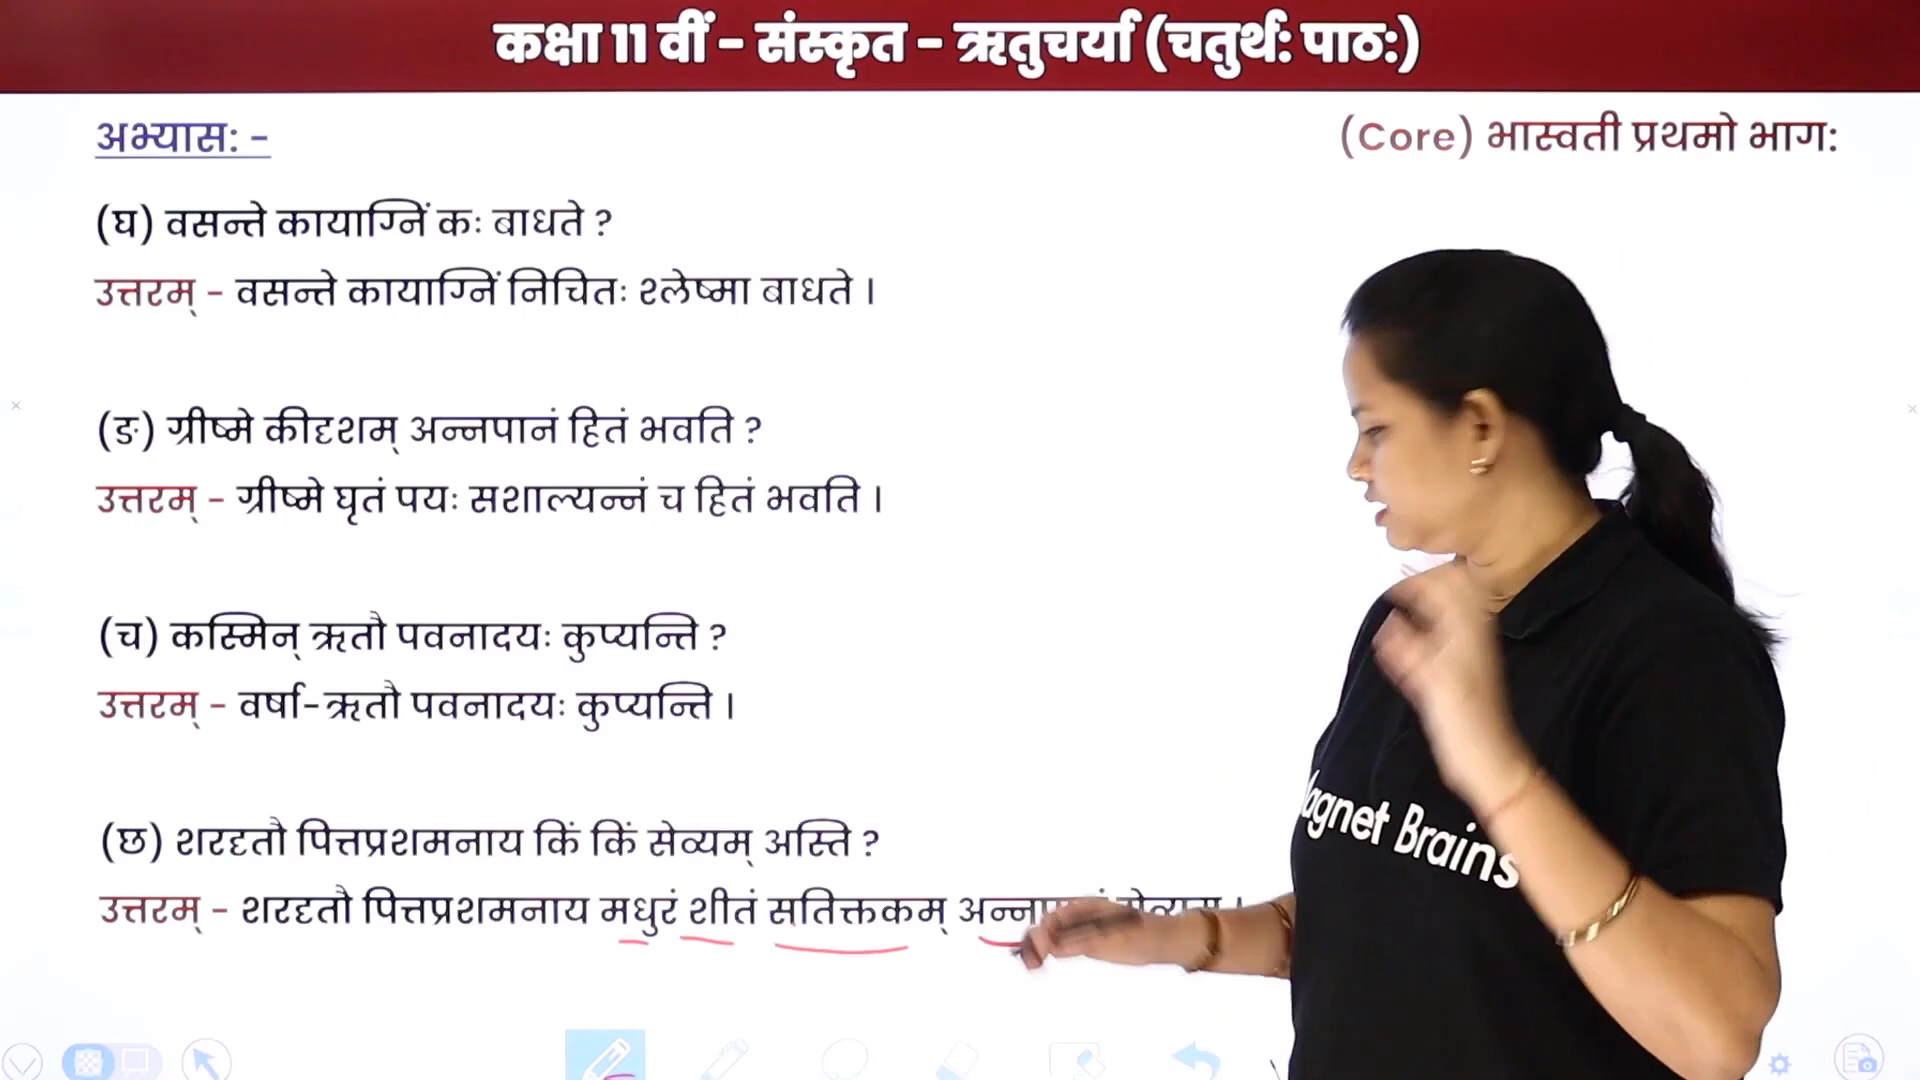 कक्षा 11 वीं - संस्कृत - ऋतुचर्या (चतुर्थ: पाठ:)
अभ्यास: -
(Core) भास्वती प्रथमो भाग:
(घ) वसन्ते कायाग्निं कः बाधते ?
उत्तरम् - वसन्ते कायाग्निं निचितः श्लेष्मा बाधते ।
(ङ) ग्रीष्मे कीदृशम् अन्नपानं हितं भवति ?
उत्तरम् - ग्रीष्मे घृतं पयः सशाल्यन्नं च हितं भवति ।
(च) कस्मिन् ऋतौ पवनादयः कुप्यन्ति ?
उत्तरम् - वर्षा-ऋतौ पवनादयः कुप्यन्ति ।
(छ) शरदृतौ पित्तप्रशमनाय किं किं सेव्यम् अस्ति ?
उत्तरम् - शरदृतौ पित्तप्रशमनाय मधुरं शीतं सतिक्तकम्
Magnet Brains